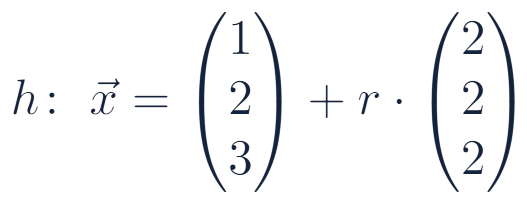 h: x⃗ = (1 2 3) + r · (2 2 2)